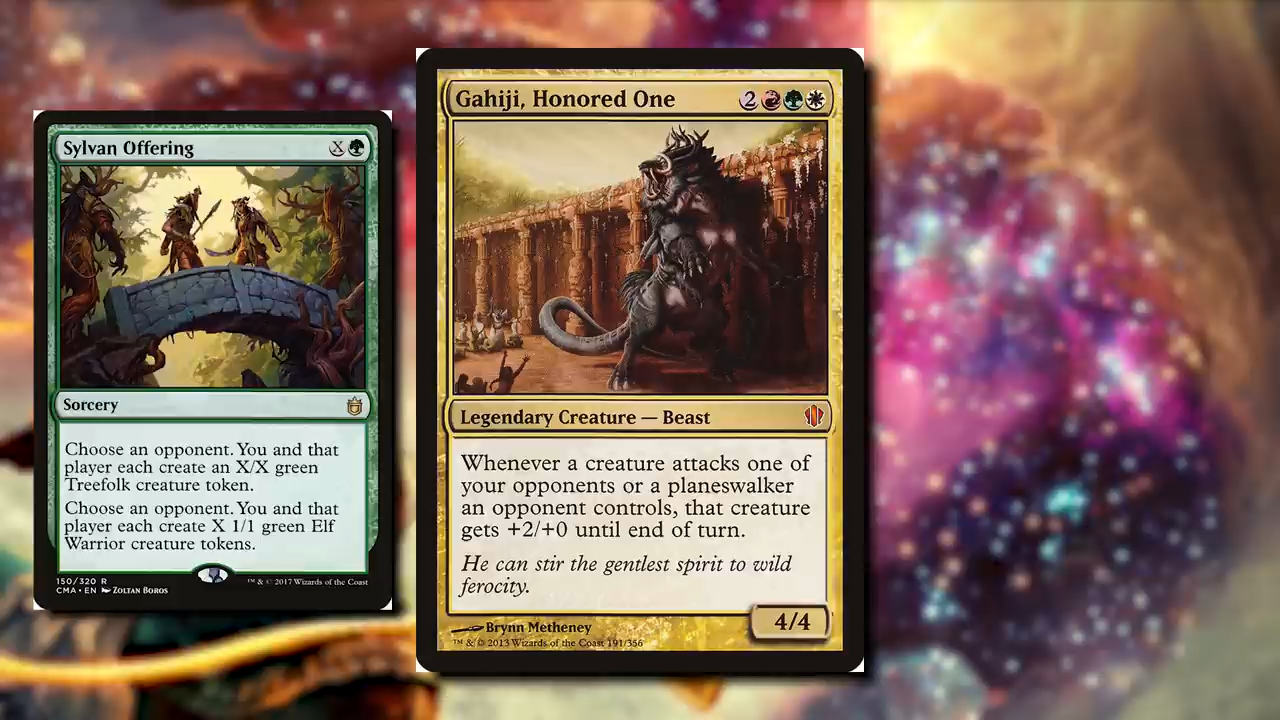 Sylvan Offering X
Sorcery
Choose an opponent. You and that
player each create an X/X green
Treefolk creature token.
Choose an opponent. You and that
player each create X 1/1 green Elf
Warrior creature tokens.
150/320 R
CMA • EN Zoltan Boros
™ & © 2017 Wizards of the Coast
Gahiji, Honored One 2
Legendary Creature — Beast
Whenever a creature attacks one of
your opponents or a planeswalker
an opponent controls, that creature
gets +2/+0 until end of turn.
He can stir the gentlest spirit to wild
ferocity.
4/4
Brynn Metheney
™ & © 2013 Wizards of the Coast 191/356